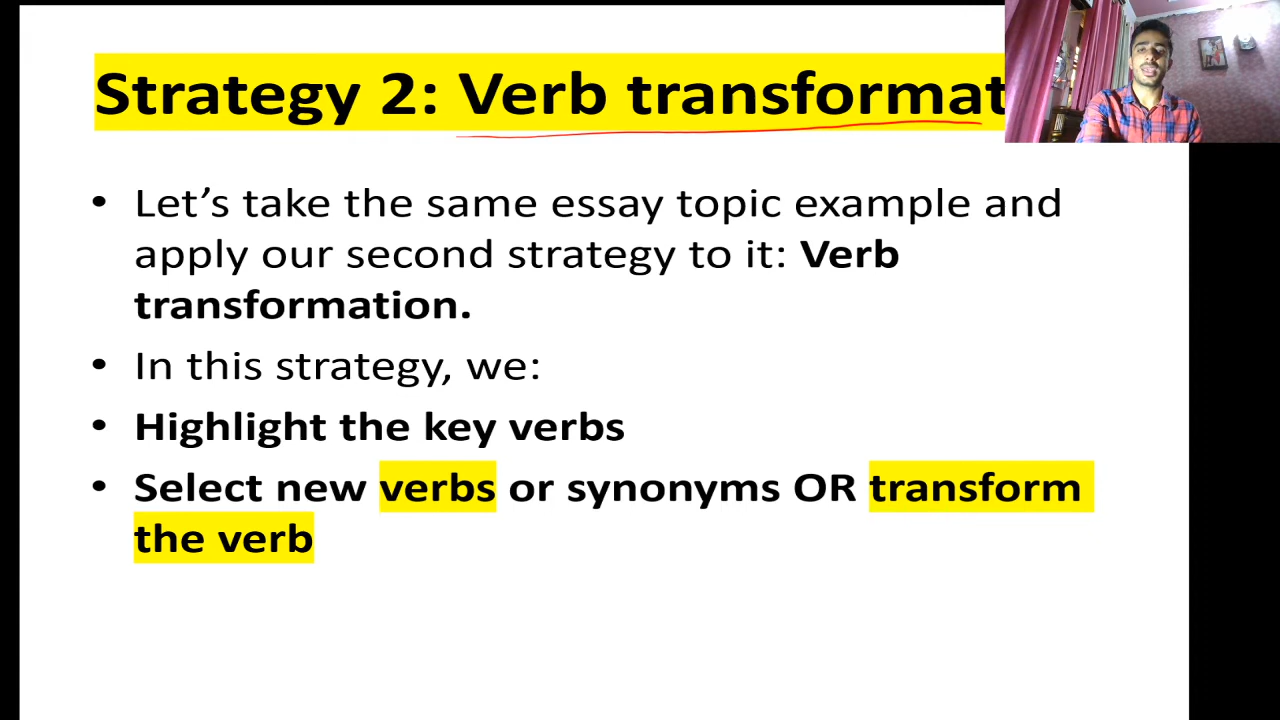 Strategy 2: Verb transformat
• Let’s take the same essay topic example and
apply our second strategy to it: Verb
transformation.
• In this strategy, we:
• Highlight the key verbs
• Select new verbs or synonyms OR transform
the verb